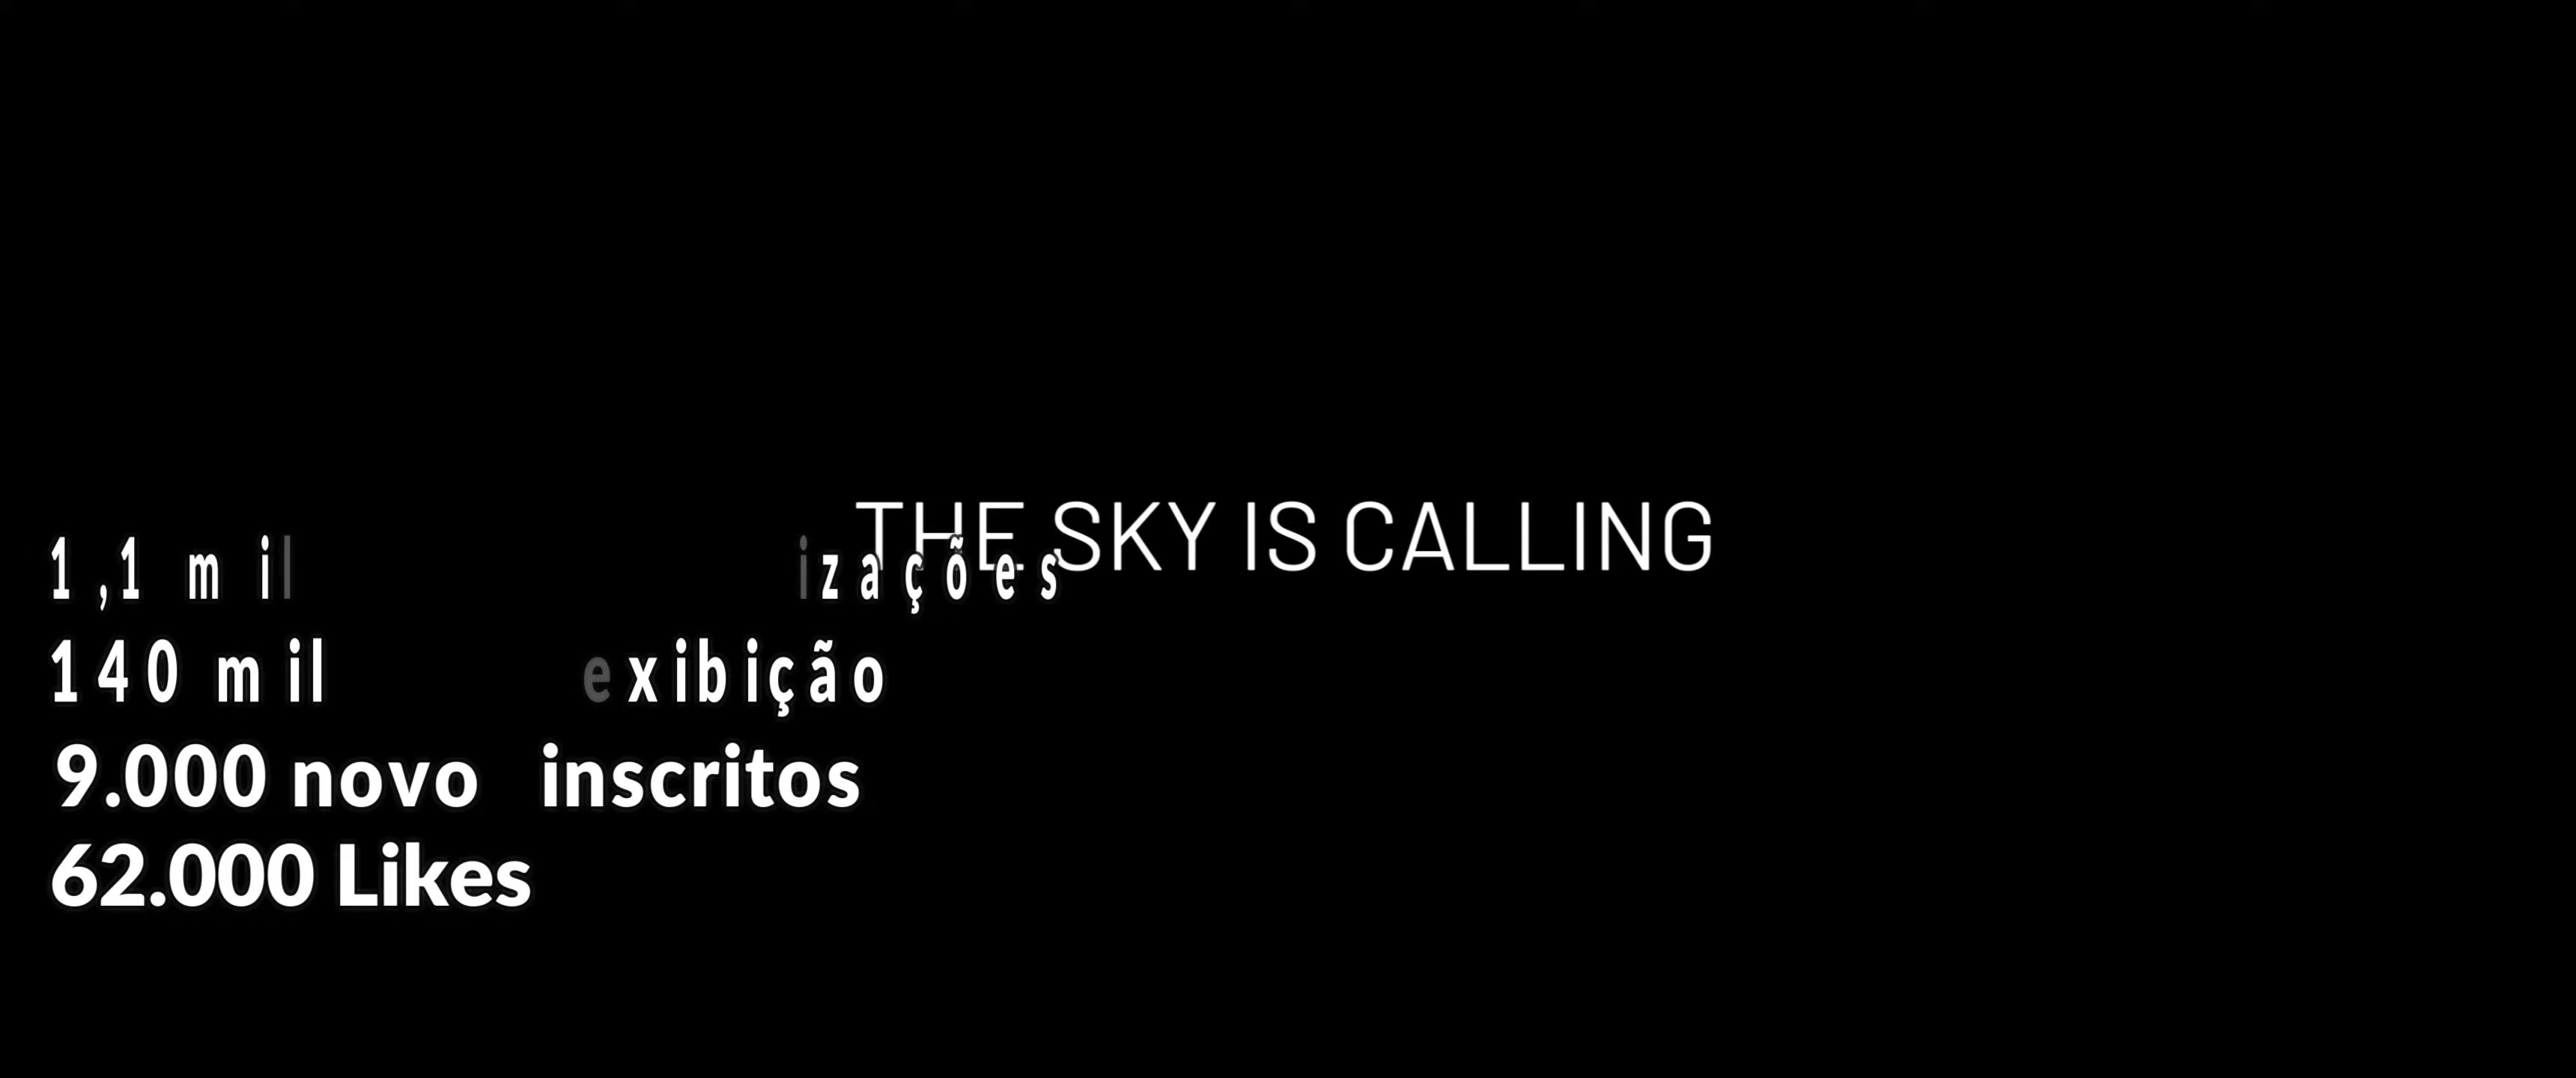 THE SKY IS CALLING
1,1 mil izações
140 mil exibição
9.000 novo inscritos
62.000 Likes